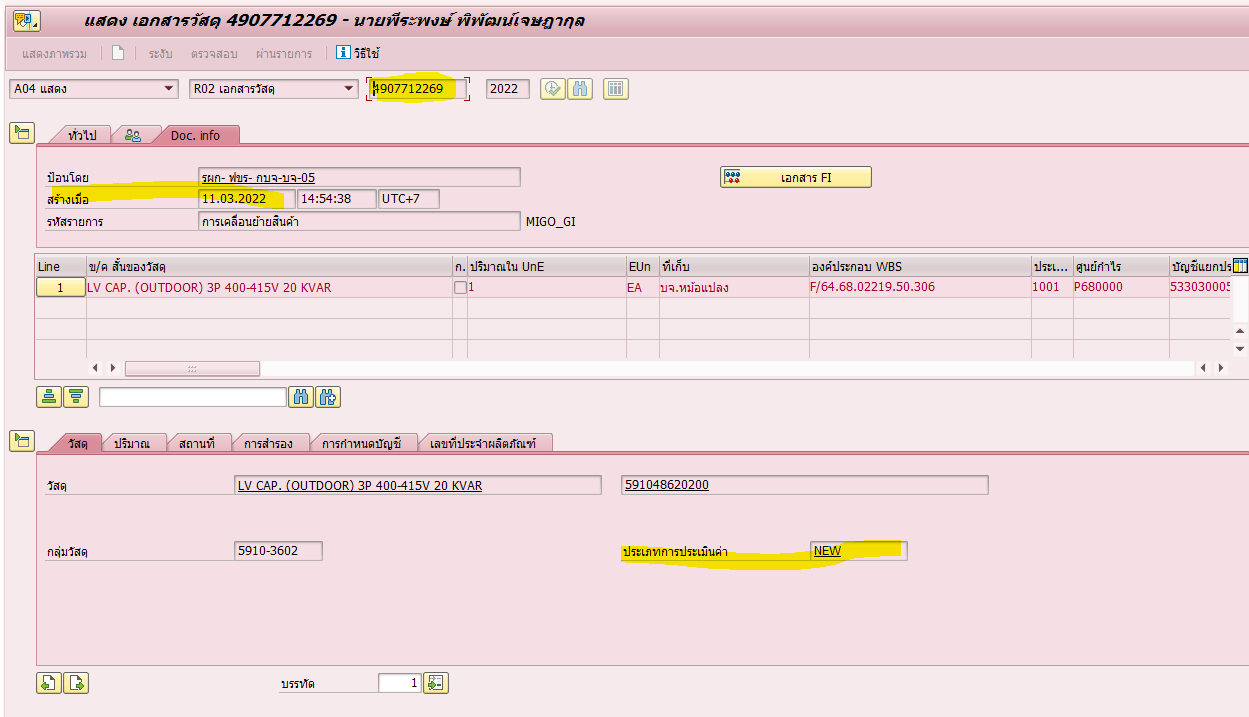 แสดง เอกสารวัสดุ 4907712269 - นายพีระพงษ์ พิพัฒน์เจษฎากุล
แสดงภาพรวม ระงับ ตรวจสอบ ผ่านรายการ วิธีใช้
A04 แสดง R02 เอกสารวัสดุ 4907712269 2022
ทั่วไป Doc. info
ป้อนโดย รผก- ฟขร- กบจ-บจ-05 เอกสาร FI
สร้างเมื่อ 11.03.2022 14:54:38 UTC+7
รหัสรายการ การเคลื่อนย้ายสินค้า MIGO_GI
Line ข/ค สั้นของวัสดุ ก. ปริมาณใน UnE EUn ที่เก็บ องค์ประกอบ WBS ประเ... ศูนย์กำไร บัญชีแยกประ
1 LV CAP. (OUTDOOR) 3P 400-415V 20 KVAR 1 EA บจ.หม้อแปลง F/64.68.02219.50.306 1001 P680000 533030005
วัสดุ ปริมาณ สถานที่ การสำรอง การกำหนดบัญชี เลขที่ประจำผลิตภัณฑ์
วัสดุ LV CAP. (OUTDOOR) 3P 400-415V 20 KVAR 591048620200
กลุ่มวัสดุ 5910-3602 ประเภทการประเมินค่า NEW
บรรทัด 1